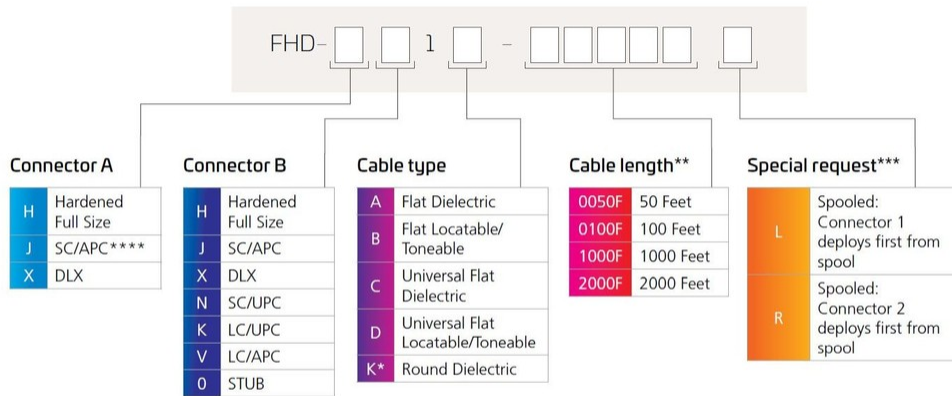 FHD- 1 -
Connector A
H Hardened
Full Size
J SC/APC****
X DLX
Connector B
H Hardened
Full Size
J SC/APC
X DLX
N SC/UPC
K LC/UPC
V LC/APC
0 STUB
Cable type
A Flat Dielectric
B Flat Locatable/
Toneable
C Universal Flat
Dielectric
D Universal Flat
Locatable/Toneable
K* Round Dielectric
Cable length**
0050F 50 Feet
0100F 100 Feet
1000F 1000 Feet
2000F 2000 Feet
Special request***
L Spooled:
Connector 1
deploys first from
spool
R Spooled:
Connector 2
deploys first from
spool